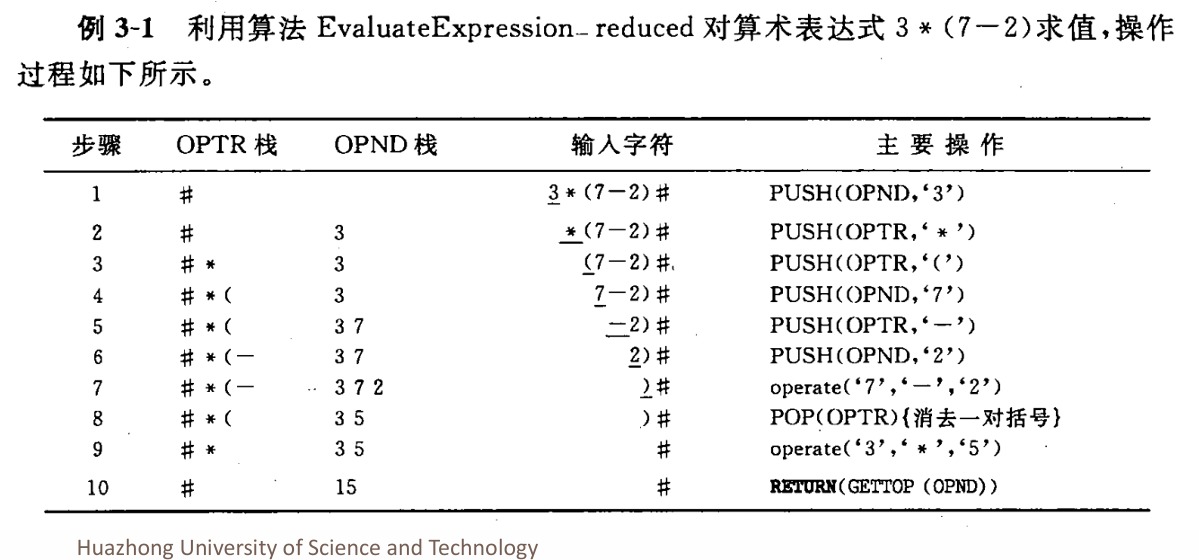 例 3-1 利用算法 EvaluateExpression_reduced 对算术表达式 3 * (7－2)求值,操作
过程如下所示。
步骤 OPTR 栈 OPND 栈 输入字符 主 要 操 作
1 # 3 * (7－2) # PUSH(OPND,‘3’)
2 # 3 * (7－2) # PUSH(OPTR,‘ * ’)
3 # * 3 (7－2) # PUSH(OPTR,‘(’)
4 # * ( 3 7－2) # PUSH(OPND,‘7’)
5 # * ( 3 7 －2) # PUSH(OPTR,‘－’)
6 # * (－ 3 7 2) # PUSH(OPND,‘2’)
7 # * (－ 3 7 2 ) # operate(‘7’,‘－’,‘2’)
8 # * ( 3 5 ) # POP(OPTR){消去一对括号}
9 # * 3 5 # operate(‘3’,‘ * ’,‘5’)
10 # 15 # RETURN(GETTOP (OPND))
Huazhong University of Science and Technology